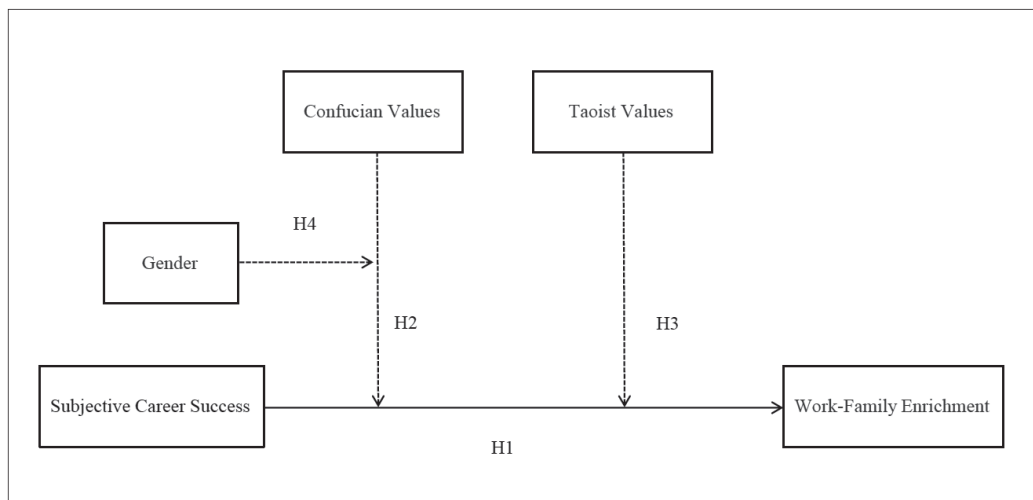 Confucian Values
Taoist Values
H4
Gender
H2
H3
Subjective Career Success
Work-Family Enrichment
H1